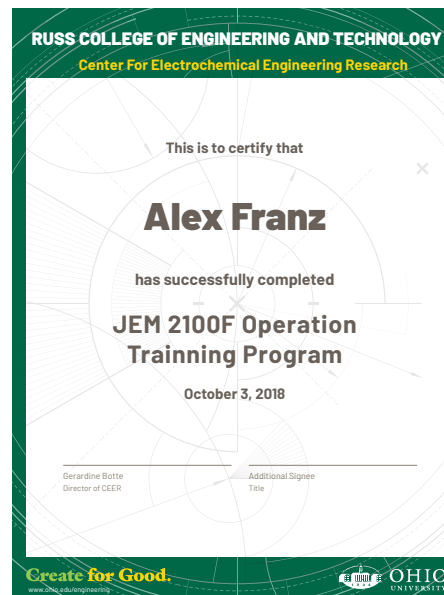 RUSS COLLEGE OF ENGINEERING AND TECHNOLOGY
Center For Electrochemical Engineering Research
This is to certify that
Alex Franz
has successfully completed
JEM 2100F Operation
Trainning Program
October 3, 2018
Gerardine Botte
Director of CEER
Additional Signee
Title
Create for Good.
www.ohio.edu/engineering
1804
OHIO
UNIVERSITY